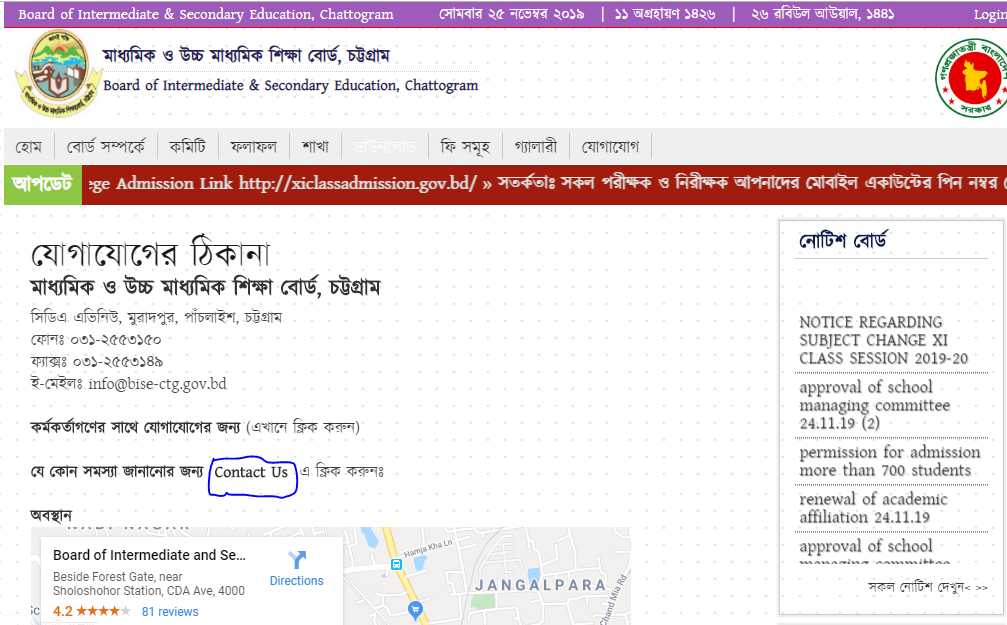 Board of Intermediate & Secondary Education, Chattogram
সোমবার ২৫ নভেম্বর ২০১৯ | ১১ অগ্রহায়ণ ১৪২৬ | ২৬ রবিউল আউয়াল, ১৪৪১
Login
মাধ্যমিক ও উচ্চ মাধ্যমিক শিক্ষা বোর্ড, চট্টগ্রাম
Board of Intermediate & Secondary Education, Chattogram
হোম বোর্ড সম্পর্কে কমিটি ফলাফল শাখা ডাউনলোড ফি সমূহ গ্যালারী যোগাযোগ
আপডেট ege Admission Link http://xiclassadmission.gov.bd/ » সতর্কতাঃ সকল পরীক্ষক ও নিরীক্ষক আপনাদের মোবাইল একাউন্টের পিন নম্বর
যোগাযোগের ঠিকানা
মাধ্যমিক ও উচ্চ মাধ্যমিক শিক্ষা বোর্ড, চট্টগ্রাম
সিডিএ এভিনিউ, মুরাদপুর, পাঁচলাইশ, চট্টগ্রাম
ফোনঃ ০৩১-২৫৫৩১৫০
ফ্যাক্সঃ ০৩১-২৫৫৩১৪৯
ই-মেইলঃ info@bise-ctg.gov.bd
কর্মকর্তাগণের সাথে যোগাযোগের জন্য (এখানে ক্লিক করুন)
যে কোন সমস্যা জানানোর জন্য Contact Us এ ক্লিক করুনঃ
অবস্থান
Board of Intermediate and Se...
Beside Forest Gate, near
Sholoshohor Station, CDA Ave, 4000
4.2 81 reviews
Directions
Hamja Kha Ln
JANGALPARA
Chand Mia Rd
নোটিশ বোর্ড
NOTICE REGARDING
SUBJECT CHANGE XI
CLASS SESSION 2019-20
approval of school
managing committee
24.11.19 (2)
permission for admission
more than 700 students
renewal of academic
affiliation 24.11.19
approval of school
managing committee
সকল নোটিশ দেখুন< >>